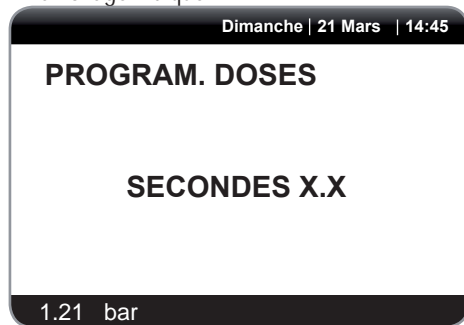 Dimanche | 21 Mars | 14:45
PROGRAM. DOSES
SECONDES X.X
1.21 bar